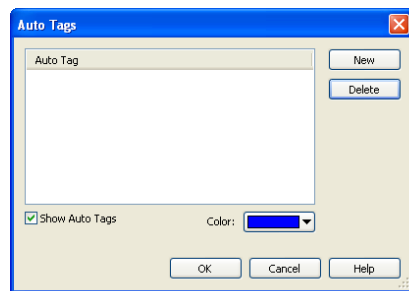 Auto Tags
Auto Tag
New
Delete
Show Auto Tags
Color:
OK
Cancel
Help